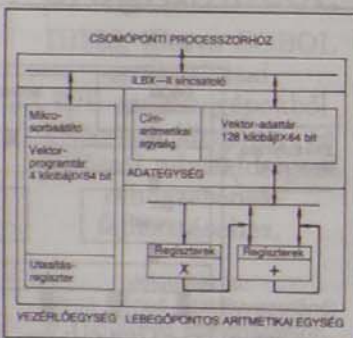 CSOMÓPONTI PROCESSZORHOZ
iLBX—II síncsatoló
Mikro-
sorbaállító
Vektor-
programtár
4 kilobájt×64 bit
Utasítás-
regiszter
Cím-
aritmetikai
egység
Vektor-adattár
128 kilobájt×64 bit
ADATEGYSÉG
Regiszterek
X
Regiszterek
+
VEZÉRLŐEGYSÉG
LEBEGŐPONTOS ARITMETIKAI EGYSÉG